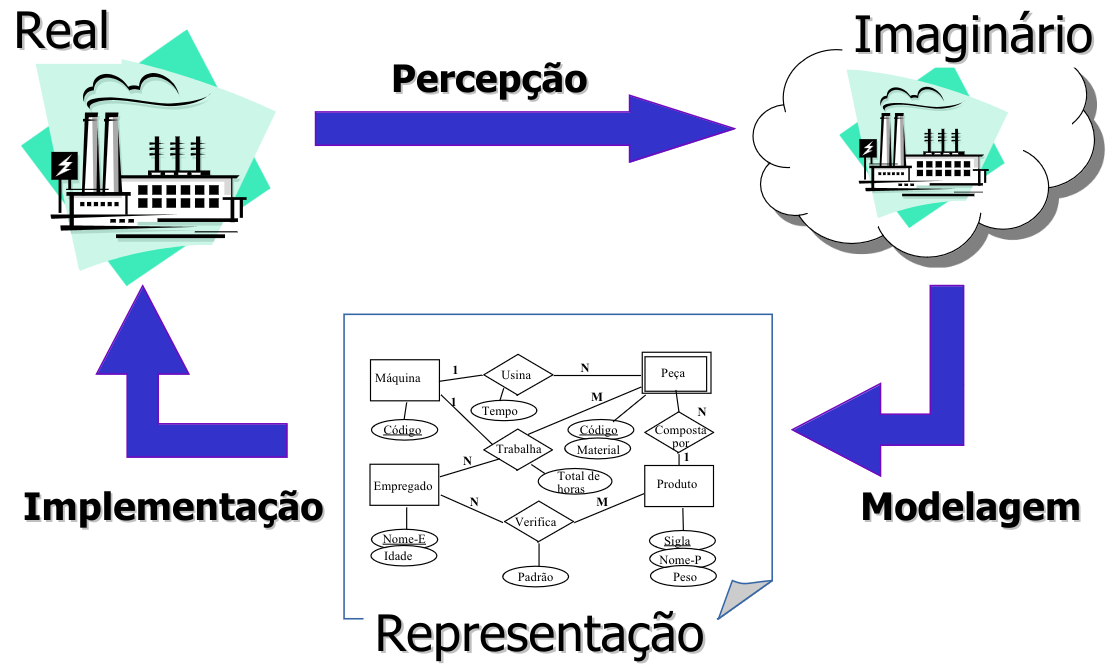 Real
Imaginário
Percepção
Máquina
1
Usina
N
Peça
Tempo
1
M
N
Código
Código
Composta
por
Trabalha
Material
N
1
Total de
horas
Empregado
Produto
N
M
Verifica
Nome-E
Sigla
Idade
Nome-P
Padrão
Peso
Implementação
Modelagem
Representação